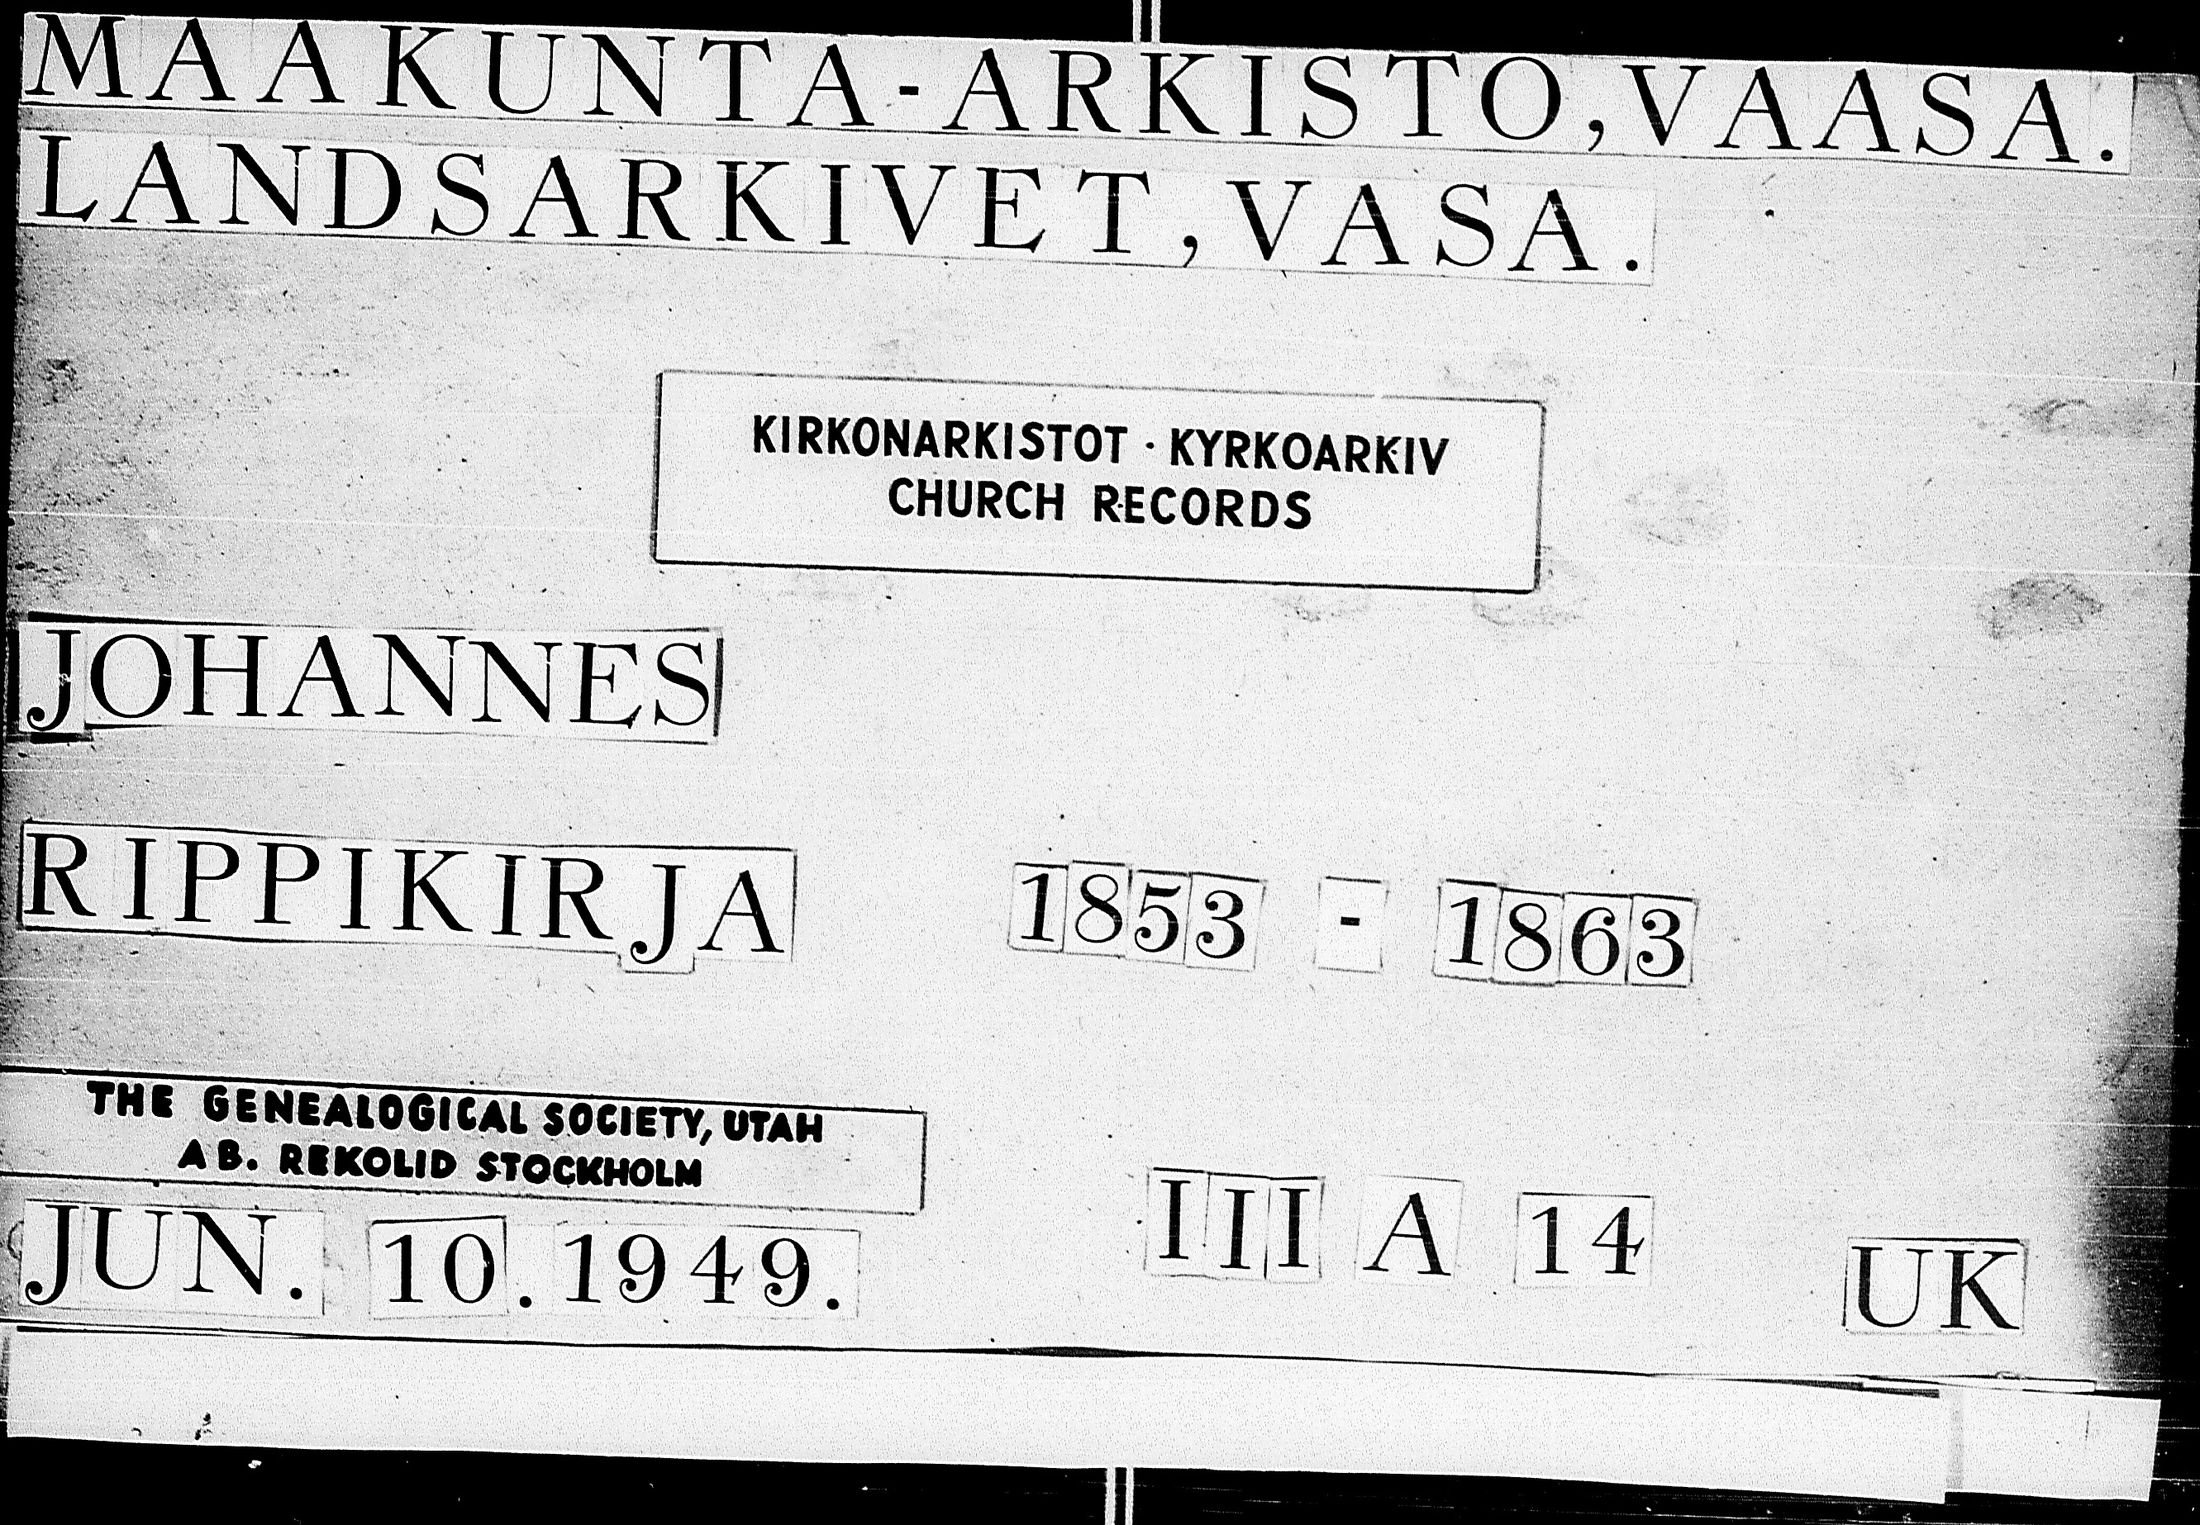 MAAKUNTA-ARKISTO, VAASA.
LANDSARKIVET, VASA.
KIRKONARKISTOT · KYRKOARKIV
CHURCH RECORDS
JOHANNES
RIPPIKIRJA 1853 - 1863
THE GENEALOGICAL SOCIETY, UTAH
AB. REKOLID STOCKHOLM
JUN. 10. 1949. III A 14 UK